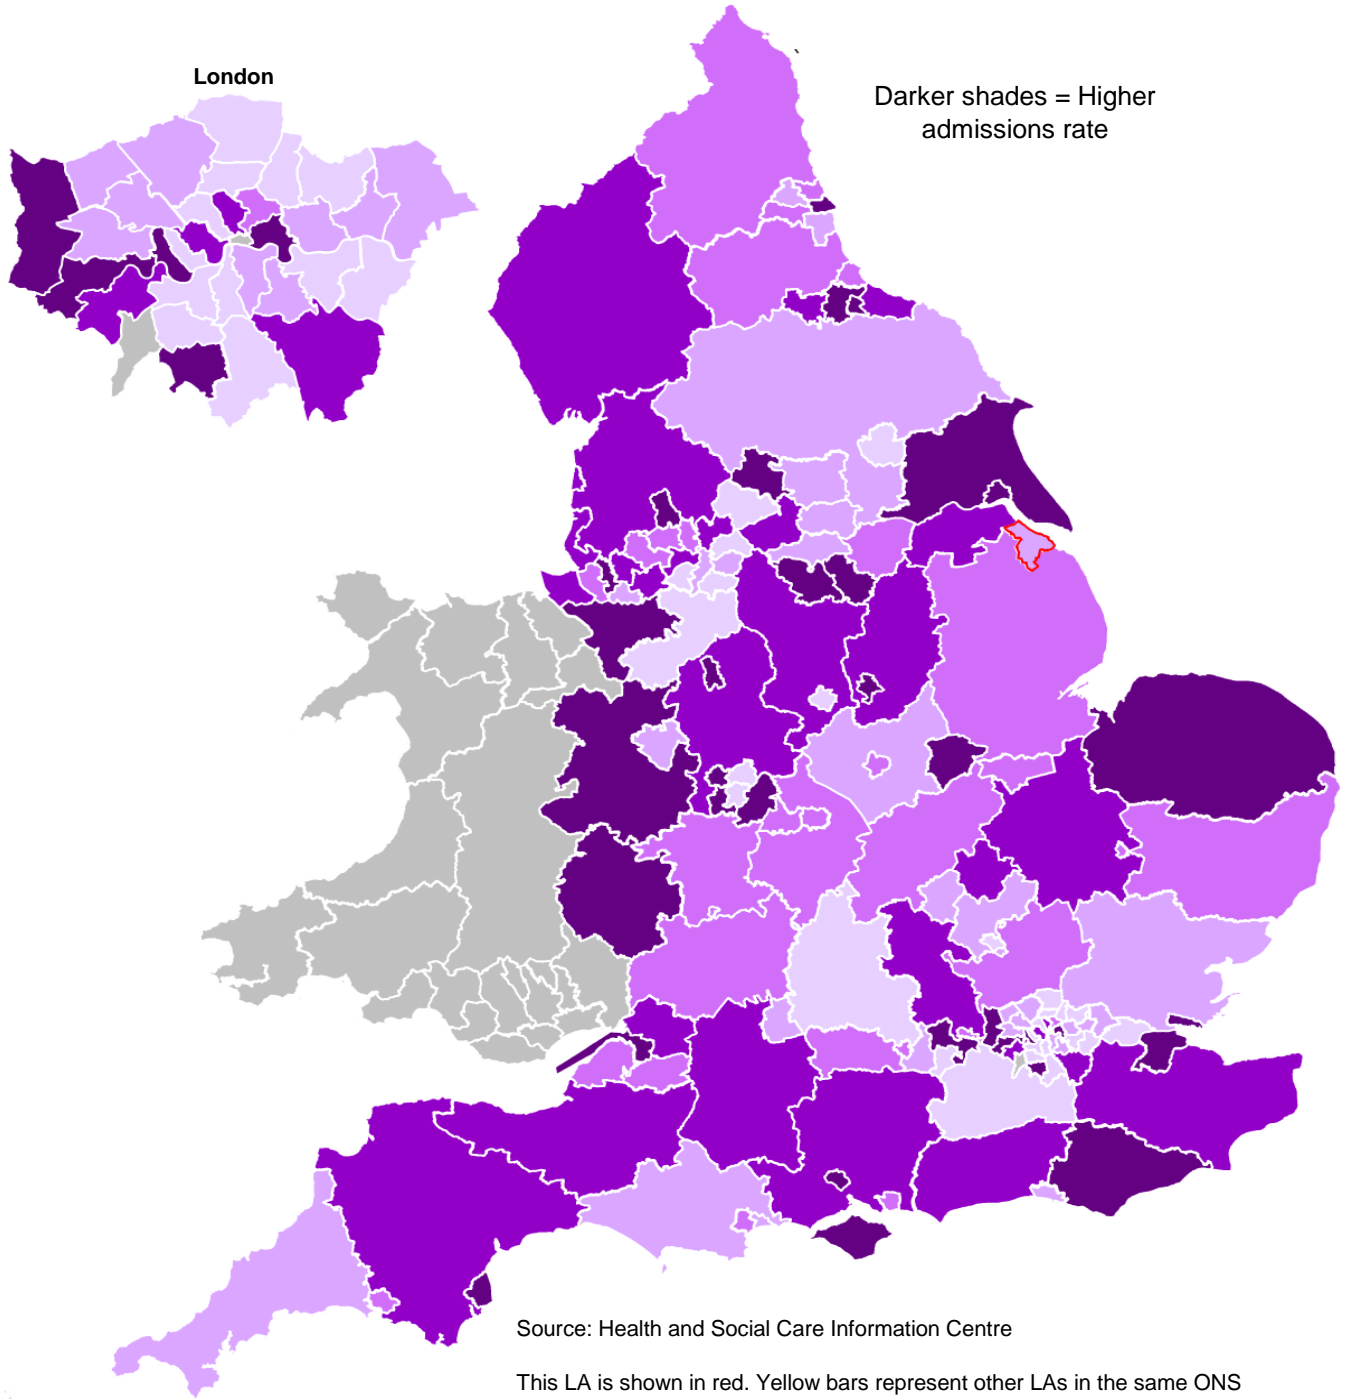 London
Darker shades = Higher
admissions rate
Source: Health and Social Care Information Centre
This LA is shown in red. Yellow bars represent other LAs in the same ONS